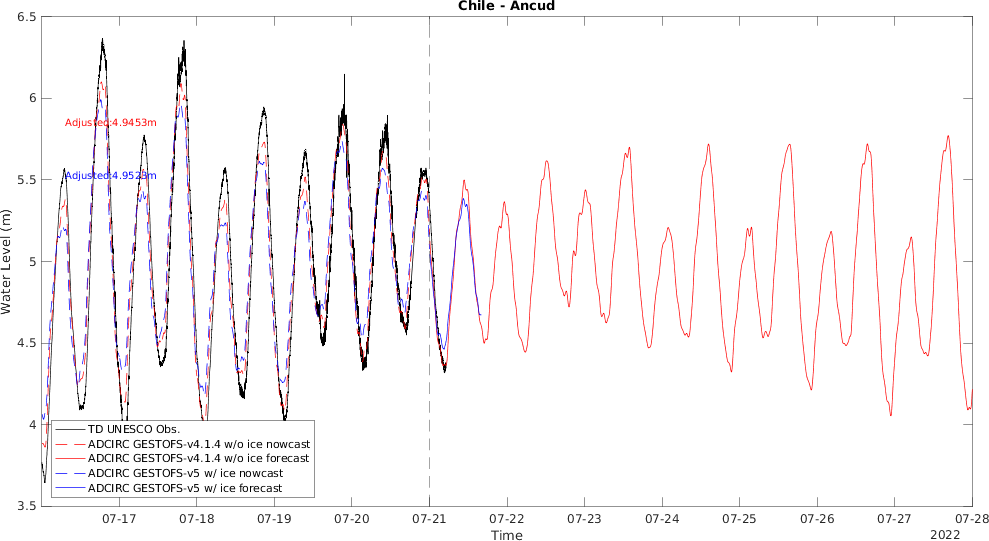 Chile - Ancud
6.5
6
5.5
5
4.5
4
3.5
Water Level (m)
Adjusted:4.9453m
Adjusted:4.9523m
TD UNESCO Obs.
ADCIRC GESTOFS-v4.1.4 w/o ice nowcast
ADCIRC GESTOFS-v4.1.4 w/o ice forecast
ADCIRC GESTOFS-v5 w/ ice nowcast
ADCIRC GESTOFS-v5 w/ ice forecast
07-17 07-18 07-19 07-20 07-21 07-22 07-23 07-24 07-25 07-26 07-27 07-28
Time
2022